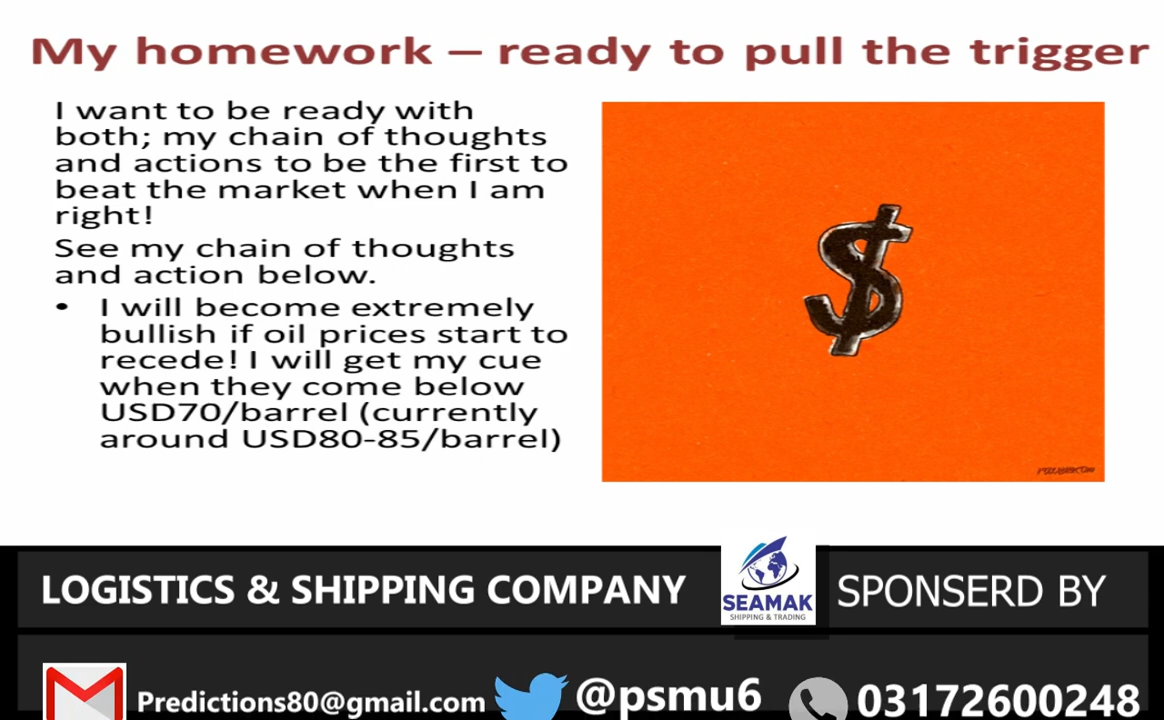 My homework – ready to pull the trigger
I want to be ready with
both; my chain of thoughts
and actions to be the first to
beat the market when I am
right!
See my chain of thoughts
and action below.
• I will become extremely
bullish if oil prices start to
recede! I will get my cue
when they come below
USD70/barrel (currently
around USD80-85/barrel)
$
LOGISTICS & SHIPPING COMPANY
SEAMAK
SHIPPING & TRADING
SPONSERD BY
Predictions80@gmail.com
@psmu6
03172600248